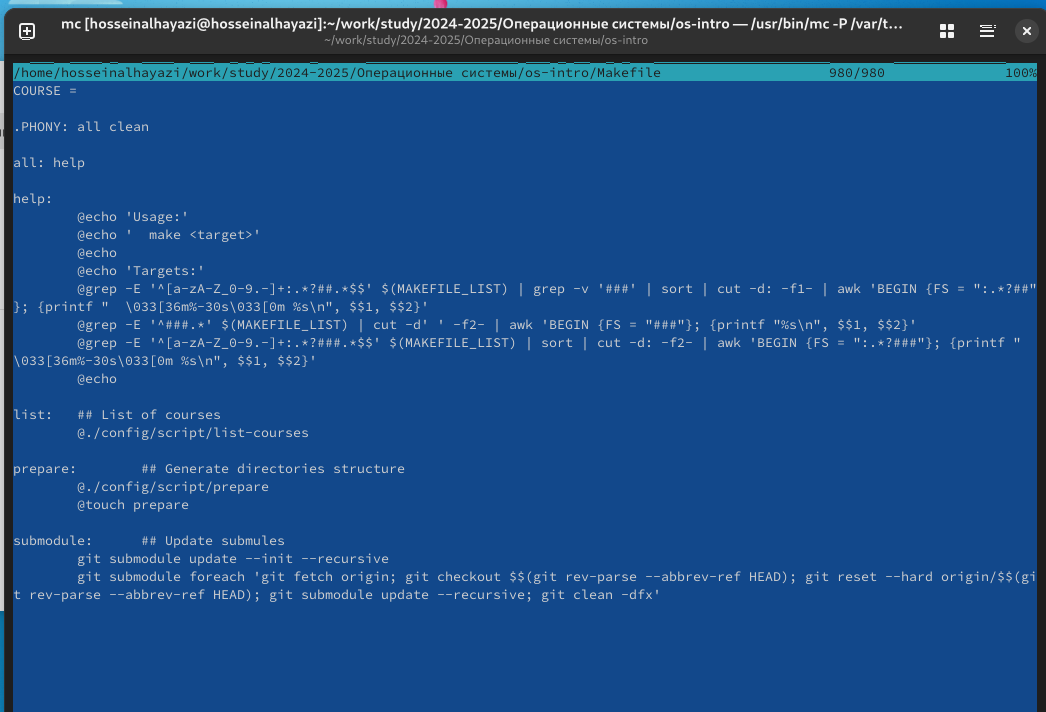 mc [hosseinalhayazi@hosseinalhayazi]:~/work/study/2024-2025/Операционные системы/os-intro — /usr/bin/mc -P /var/t…
~/work/study/2024-2025/Операционные системы/os-intro
/home/hosseinalhayazi/work/study/2024-2025/Операционные системы/os-intro/Makefile 980/980 100%
COURSE =
.PHONY: all clean
all: help
help:
@echo 'Usage:'
@echo '  make <target>'
@echo
@echo 'Targets:'
@grep -E '^[a-zA-Z_0-9.-]+:.*?##.*$$' $(MAKEFILE_LIST) | grep -v '###' | sort | cut -d: -f1- | awk 'BEGIN {FS = ":.*?##"
}; {printf "  \033[36m%-30s\033[0m %s\n", $$1, $$2}'
@grep -E '^###.*' $(MAKEFILE_LIST) | cut -d' ' -f2- | awk 'BEGIN {FS = "###"}; {printf "%s\n", $$1, $$2}'
@grep -E '^[a-zA-Z_0-9.-]+:.*?###.*$$' $(MAKEFILE_LIST) | sort | cut -d: -f2- | awk 'BEGIN {FS = ":.*?###"}; {printf "
\033[36m%-30s\033[0m %s\n", $$1, $$2}'
@echo
list:   ## List of courses
@./config/script/list-courses
prepare:        ## Generate directories structure
@./config/script/prepare
@touch prepare
submodule:      ## Update submules
git submodule update --init --recursive
git submodule foreach 'git fetch origin; git checkout $$(git rev-parse --abbrev-ref HEAD); git reset --hard origin/$$(gi
t rev-parse --abbrev-ref HEAD); git submodule update --recursive; git clean -dfx'